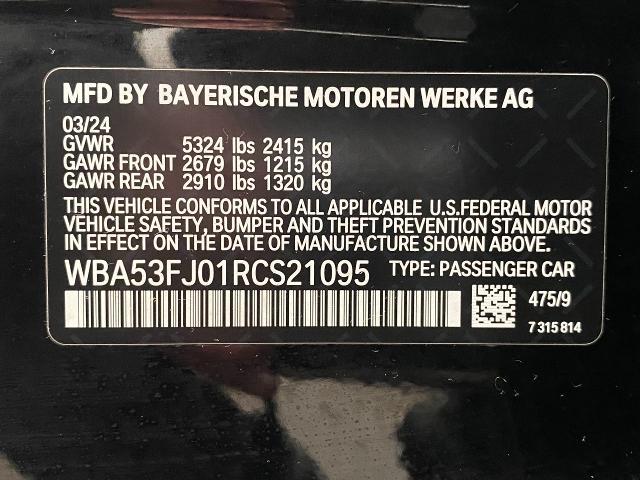 MFD BY BAYERISCHE MOTOREN WERKE AG
03/24
GVWR 5324 lbs 2415 kg
GAWR FRONT 2679 lbs 1215 kg
GAWR REAR 2910 lbs 1320 kg
THIS VEHICLE CONFORMS TO ALL APPLICABLE U.S.FEDERAL MOTOR
VEHICLE SAFETY, BUMPER AND THEFT PREVENTION STANDARDS
IN EFFECT ON THE DATE OF MANUFACTURE SHOWN ABOVE.
WBA53FJ01RCS21095 TYPE: PASSENGER CAR
475/9
7 315 814